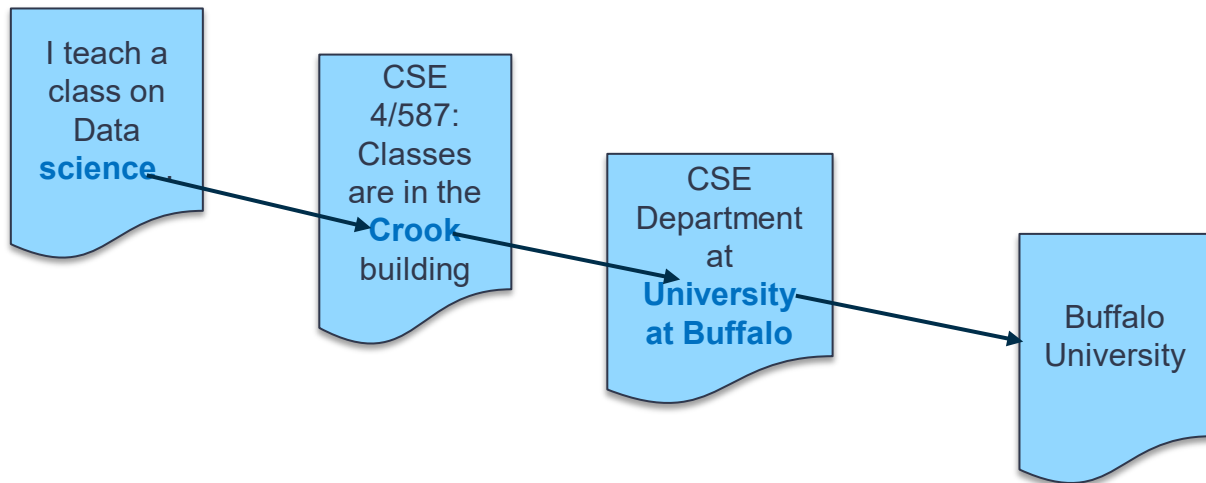 I teach a
class on
Data
science .
CSE
4/587:
Classes
are in the
Crook
building
CSE
Department
at
University
at Buffalo
Buffalo
University